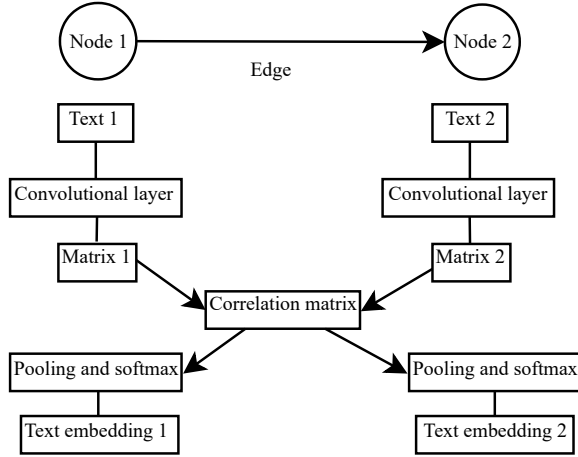 Node 1
Node 2
Edge
Text 1
Text 2
Convolutional layer
Convolutional layer
Matrix 1
Matrix 2
Correlation matrix
Pooling and softmax
Pooling and softmax
Text embedding 1
Text embedding 2